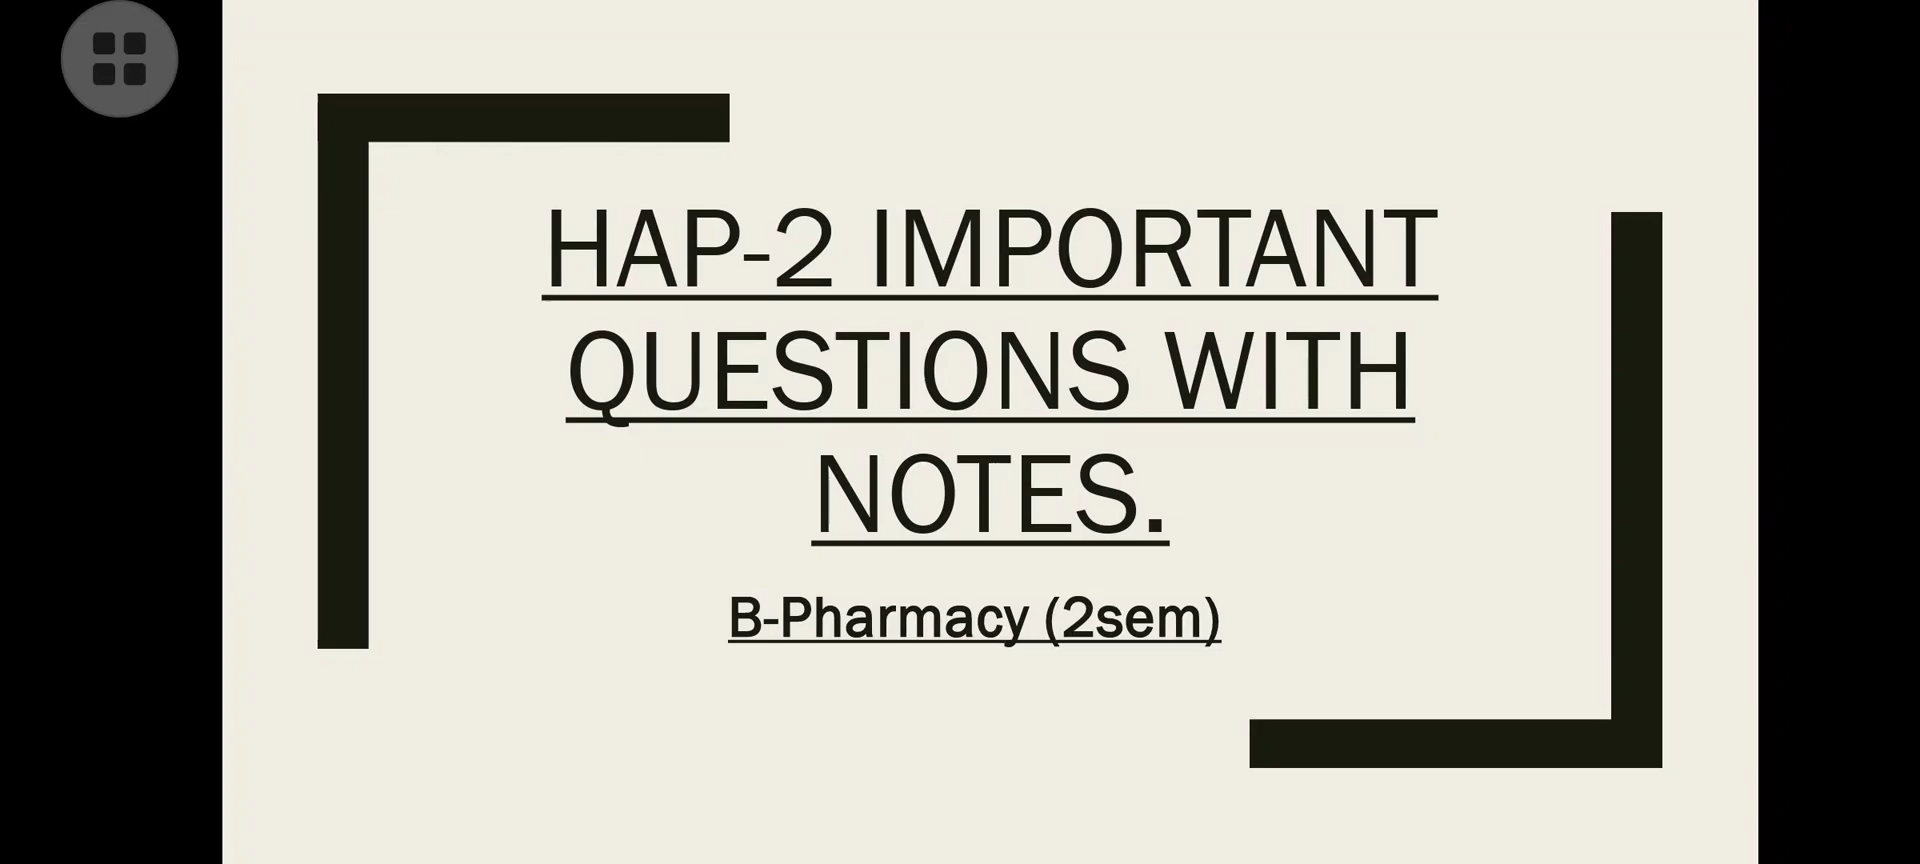 HAP-2 IMPORTANT
QUESTIONS WITH
NOTES.
B-Pharmacy (2sem)